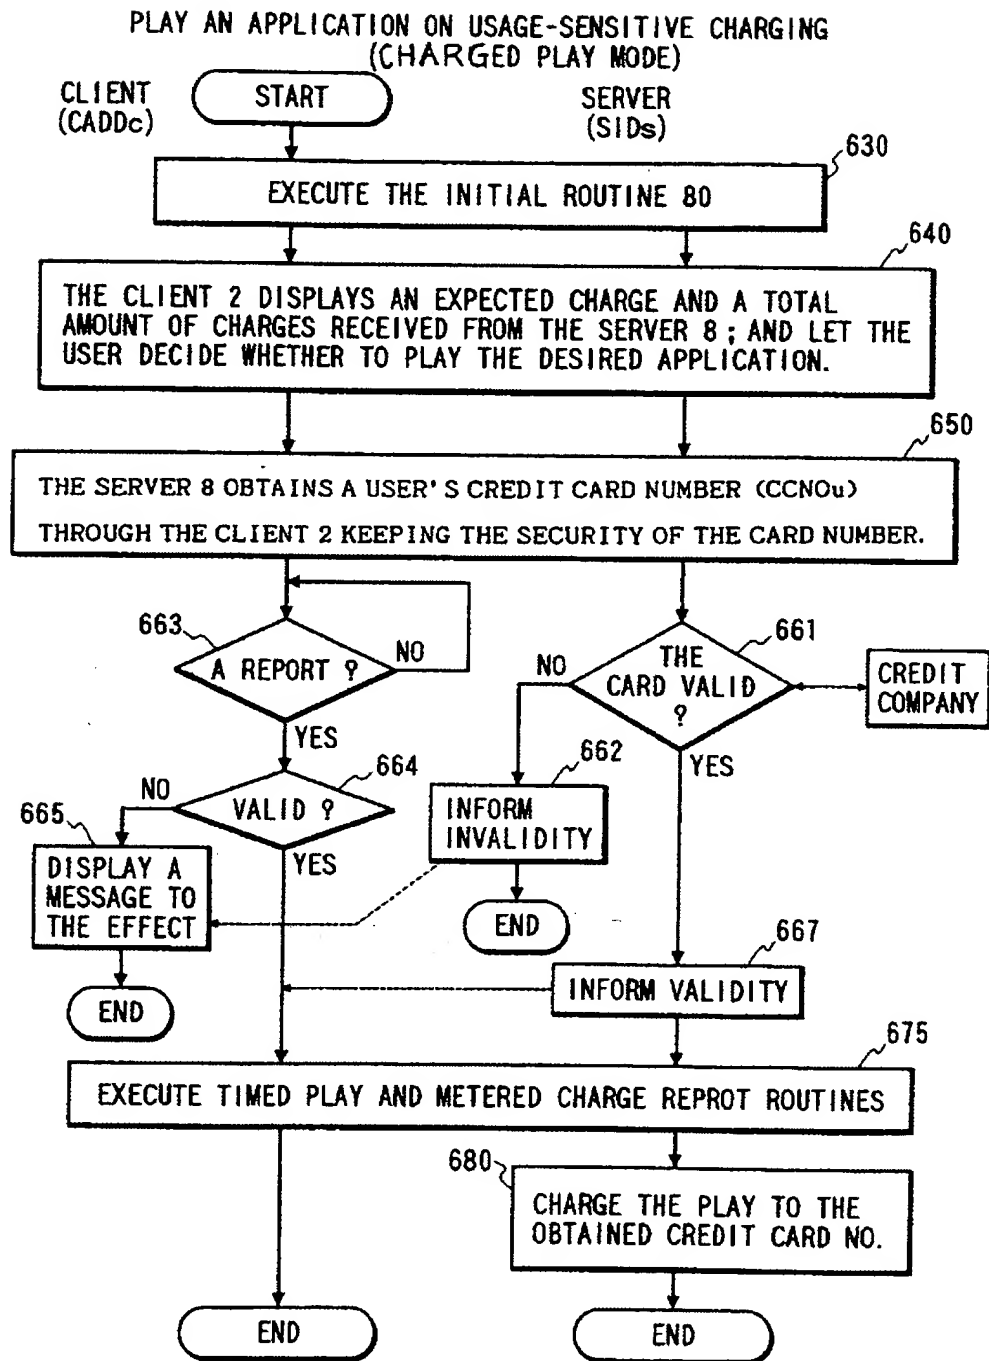 PLAY AN APPLICATION ON USAGE-SENSITIVE CHARGING
(CHARGED PLAY MODE)
CLIENT
(CADDc)
START
SERVER
(SIDs)
630
EXECUTE THE INITIAL ROUTINE 80
640
THE CLIENT 2 DISPLAYS AN EXPECTED CHARGE AND A TOTAL
AMOUNT OF CHARGES RECEIVED FROM THE SERVER 8 ; AND LET THE
USER DECIDE WHETHER TO PLAY THE DESIRED APPLICATION.
650
THE SERVER 8 OBTAINS A USER'S CREDIT CARD NUMBER (CCNOu)
THROUGH THE CLIENT 2 KEEPING THE SECURITY OF THE CARD NUMBER.
663
A REPORT ?
NO
YES
661
NO
THE
CARD VALID
?
YES
CREDIT
COMPANY
664
NO
VALID ?
YES
662
INFORM
INVALIDITY
END
665
DISPLAY A
MESSAGE TO
THE EFFECT
END
667
INFORM VALIDITY
675
EXECUTE TIMED PLAY AND METERED CHARGE REPROT ROUTINES
680
CHARGE THE PLAY TO THE
OBTAINED CREDIT CARD NO.
END
END